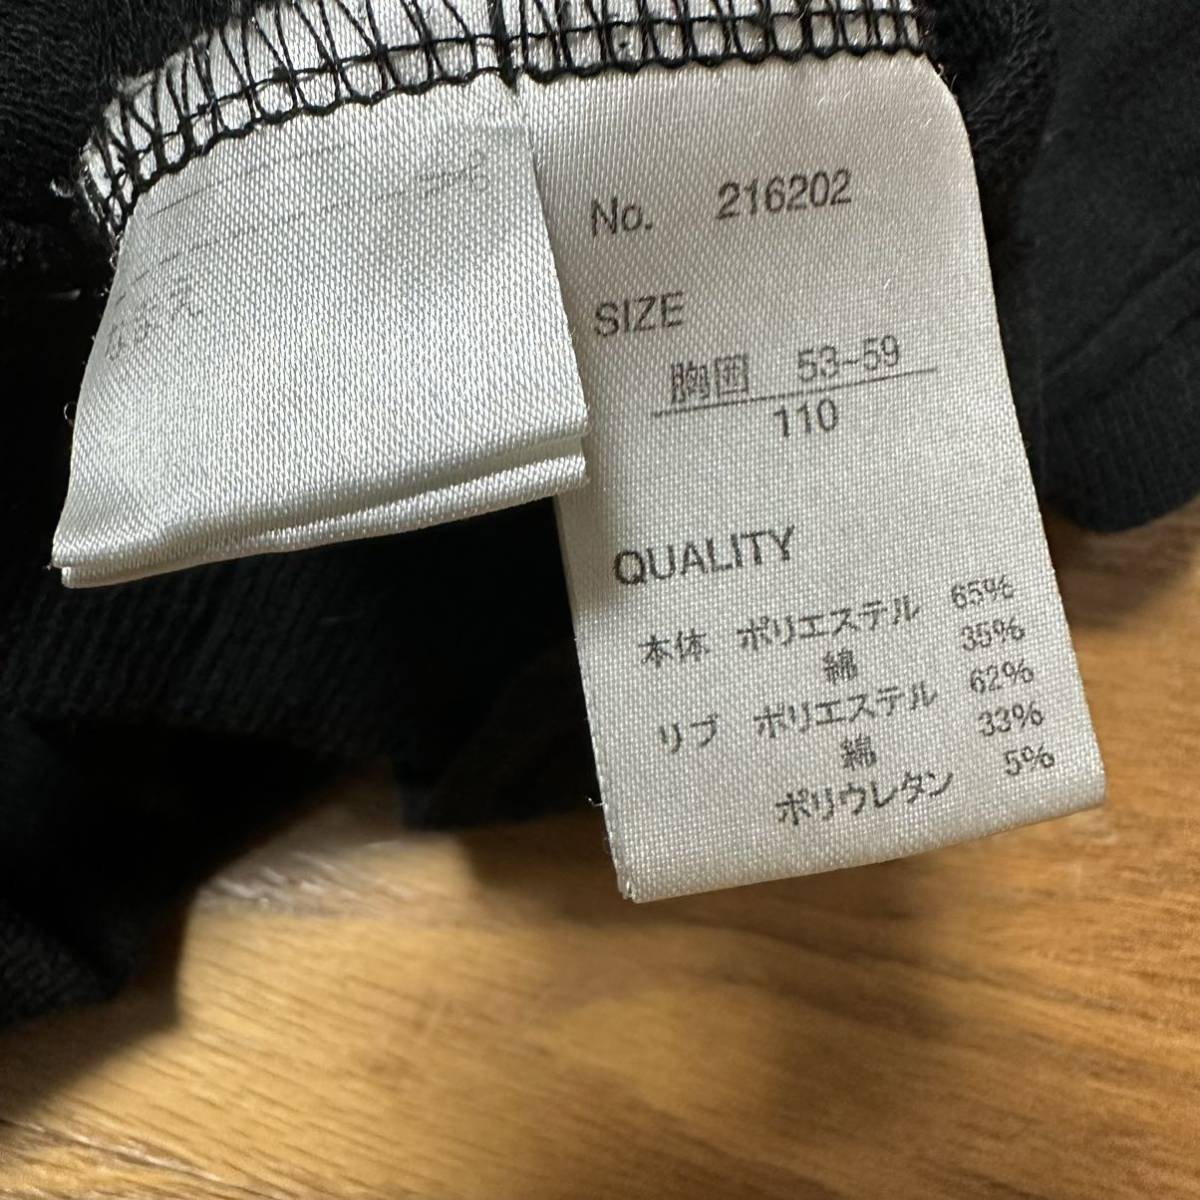 No. 216202
SIZE
胸囲 53~59
110
QUALITY
本体 ポリエステル 65%
綿 35%
リブ ポリエステル 62%
綿 33%
ポリウレタン 5%